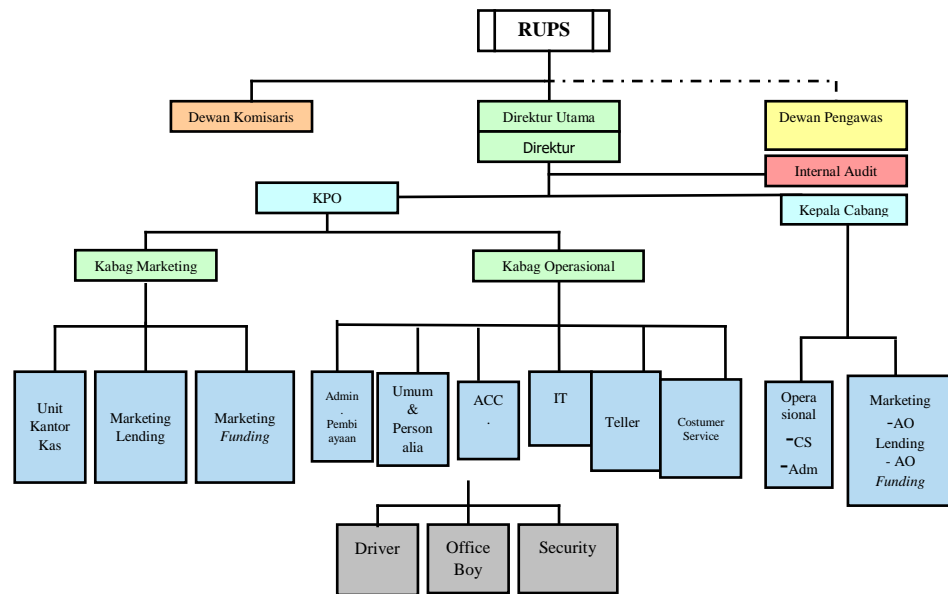 RUPS
Dewan Komisaris
Direktur Utama
Dewan Pengawas
Direktur
Internal Audit
KPO
Kepala Cabang
Kabag Marketing
Kabag Operasional
Unit
Kantor
Kas
Marketing
Lending
Marketing
Funding
Admin
.
Pembi
ayaan
Umum
&
Person
alia
ACC
.
IT
Teller
Costumer
Service
Opera
sional
-CS
-Adm
Marketing
-AO
Lending
- AO
Funding
Driver
Office
Boy
Security